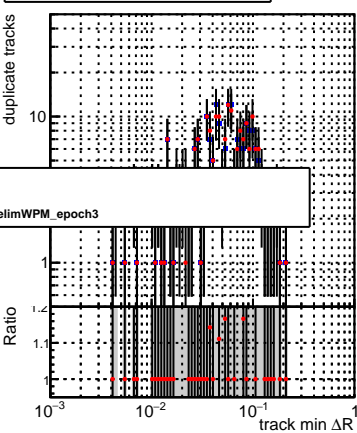 duplicate tracks
10
elimWPM_epoch3
1
Ratio
1.2
1.1
1
10−3
10−2
10−1
1
track min ΔR